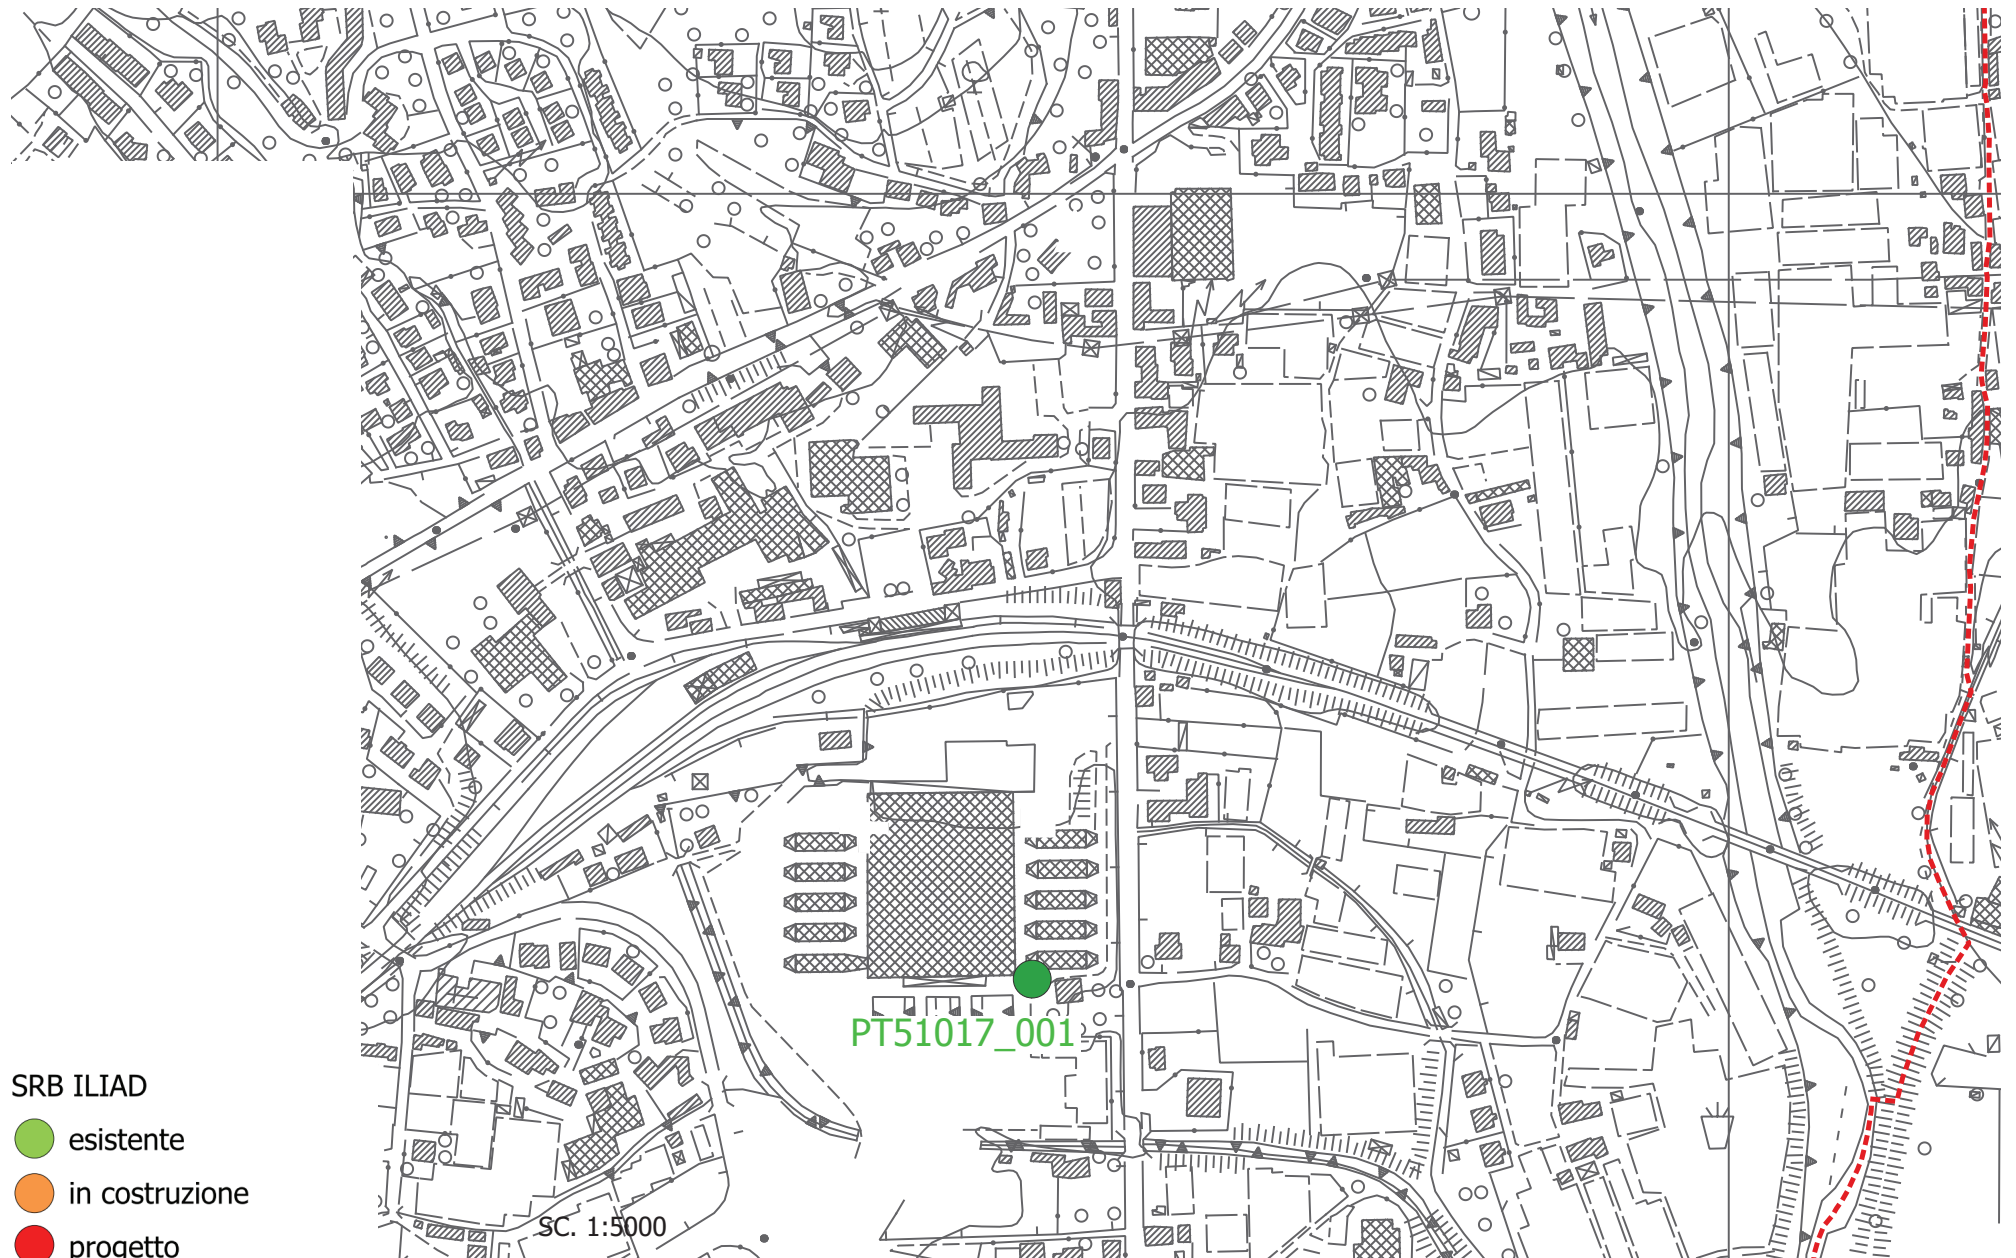 PT51017_001
SRB ILIAD
esistente
in costruzione
progetto
SC. 1:5000